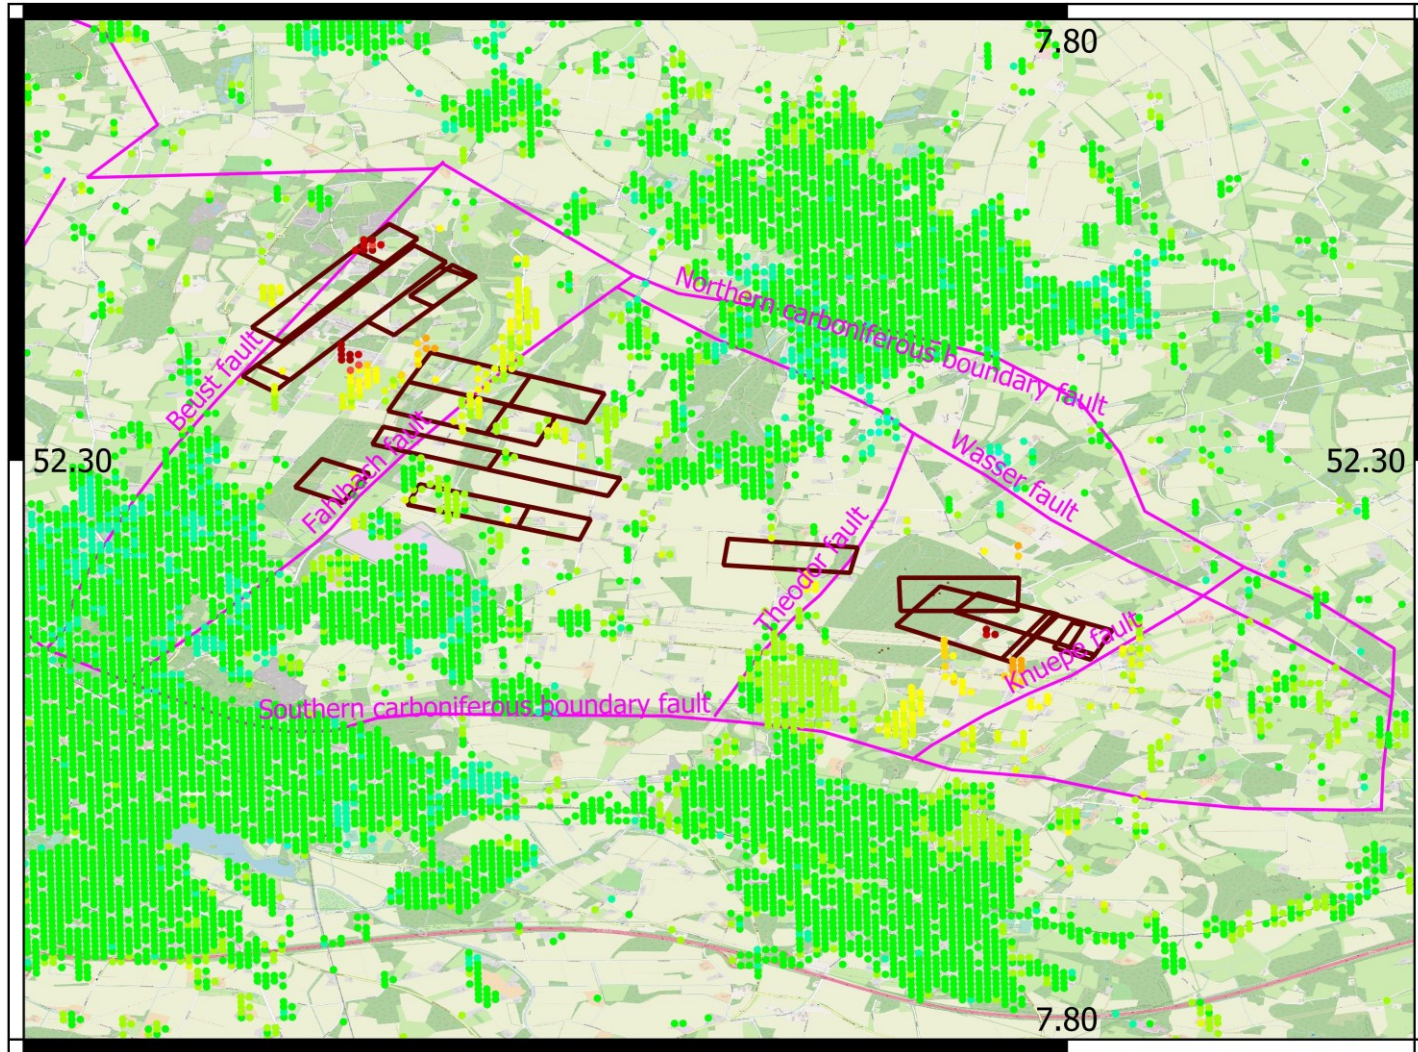 7.80
Northern carboniferous boundary fault
Beust fault
Wasser fault
52.30
52.30
Fahlbach fault
Theodor fault
Knuepe fault
Southern carboniferous boundary fault
7.80